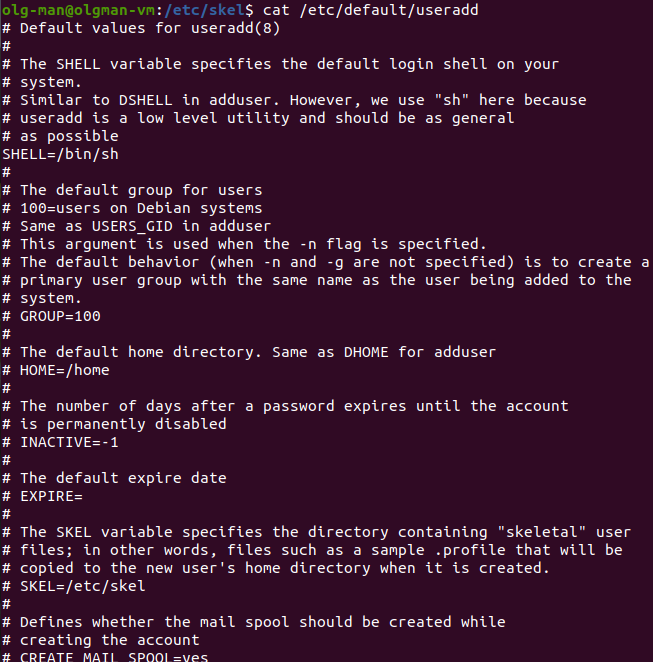 olg-man@olgman-vm:/etc/skel$ cat /etc/default/useradd
# Default values for useradd(8)
#
# The SHELL variable specifies the default login shell on your
# system.
# Similar to DSHELL in adduser. However, we use "sh" here because
# useradd is a low level utility and should be as general
# as possible
SHELL=/bin/sh
#
# The default group for users
# 100=users on Debian systems
# Same as USERS_GID in adduser
# This argument is used when the -n flag is specified.
# The default behavior (when -n and -g are not specified) is to create a
# primary user group with the same name as the user being added to the
# system.
# GROUP=100
#
# The default home directory. Same as DHOME for adduser
# HOME=/home
#
# The number of days after a password expires until the account
# is permanently disabled
# INACTIVE=-1
#
# The default expire date
# EXPIRE=
#
# The SKEL variable specifies the directory containing "skeletal" user
# files; in other words, files such as a sample .profile that will be
# copied to the new user's home directory when it is created.
# SKEL=/etc/skel
#
# Defines whether the mail spool should be created while
# creating the account
# CREATE_MAIL_SPOOL=yes